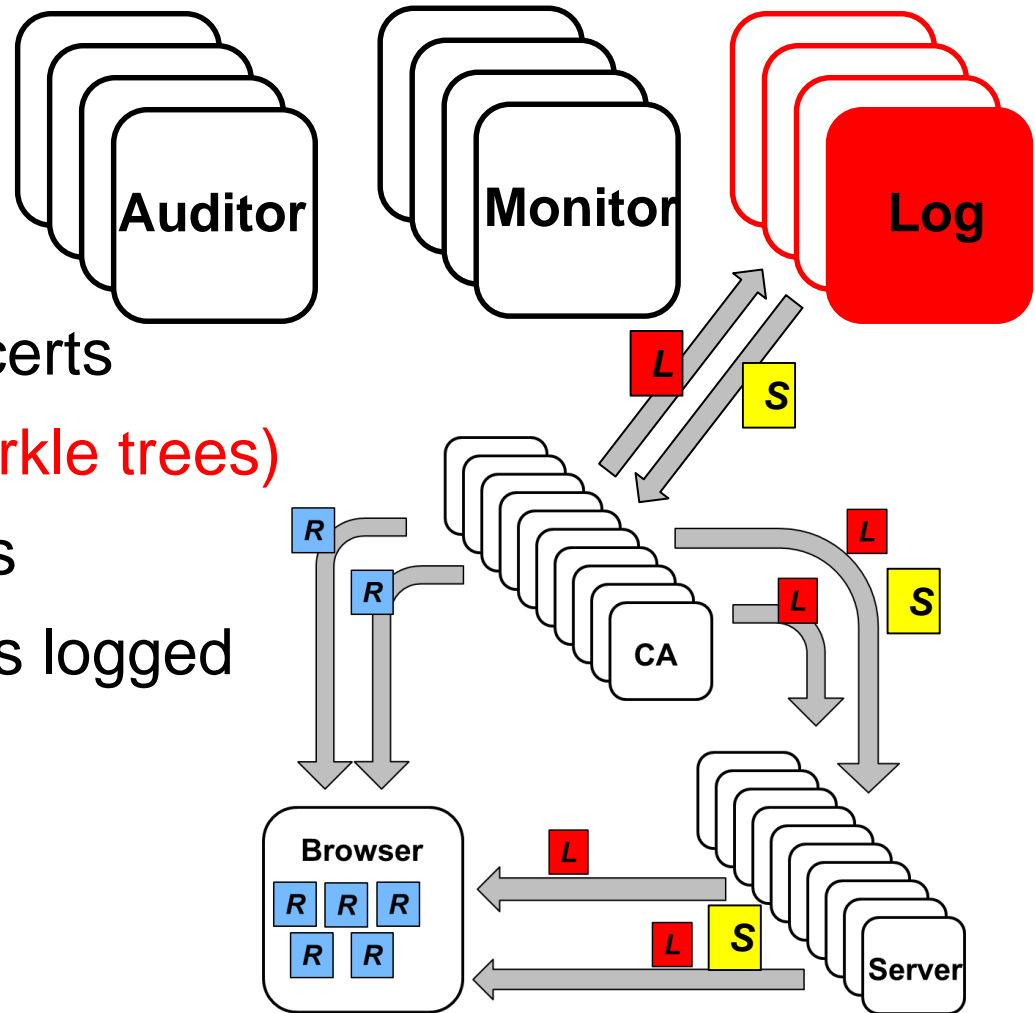 Auditor
Monitor
Log
certs
rkle trees)
s
s logged
L
S
R
R
L
L
S
CA
Browser
R R R
R R
L
L S
Server